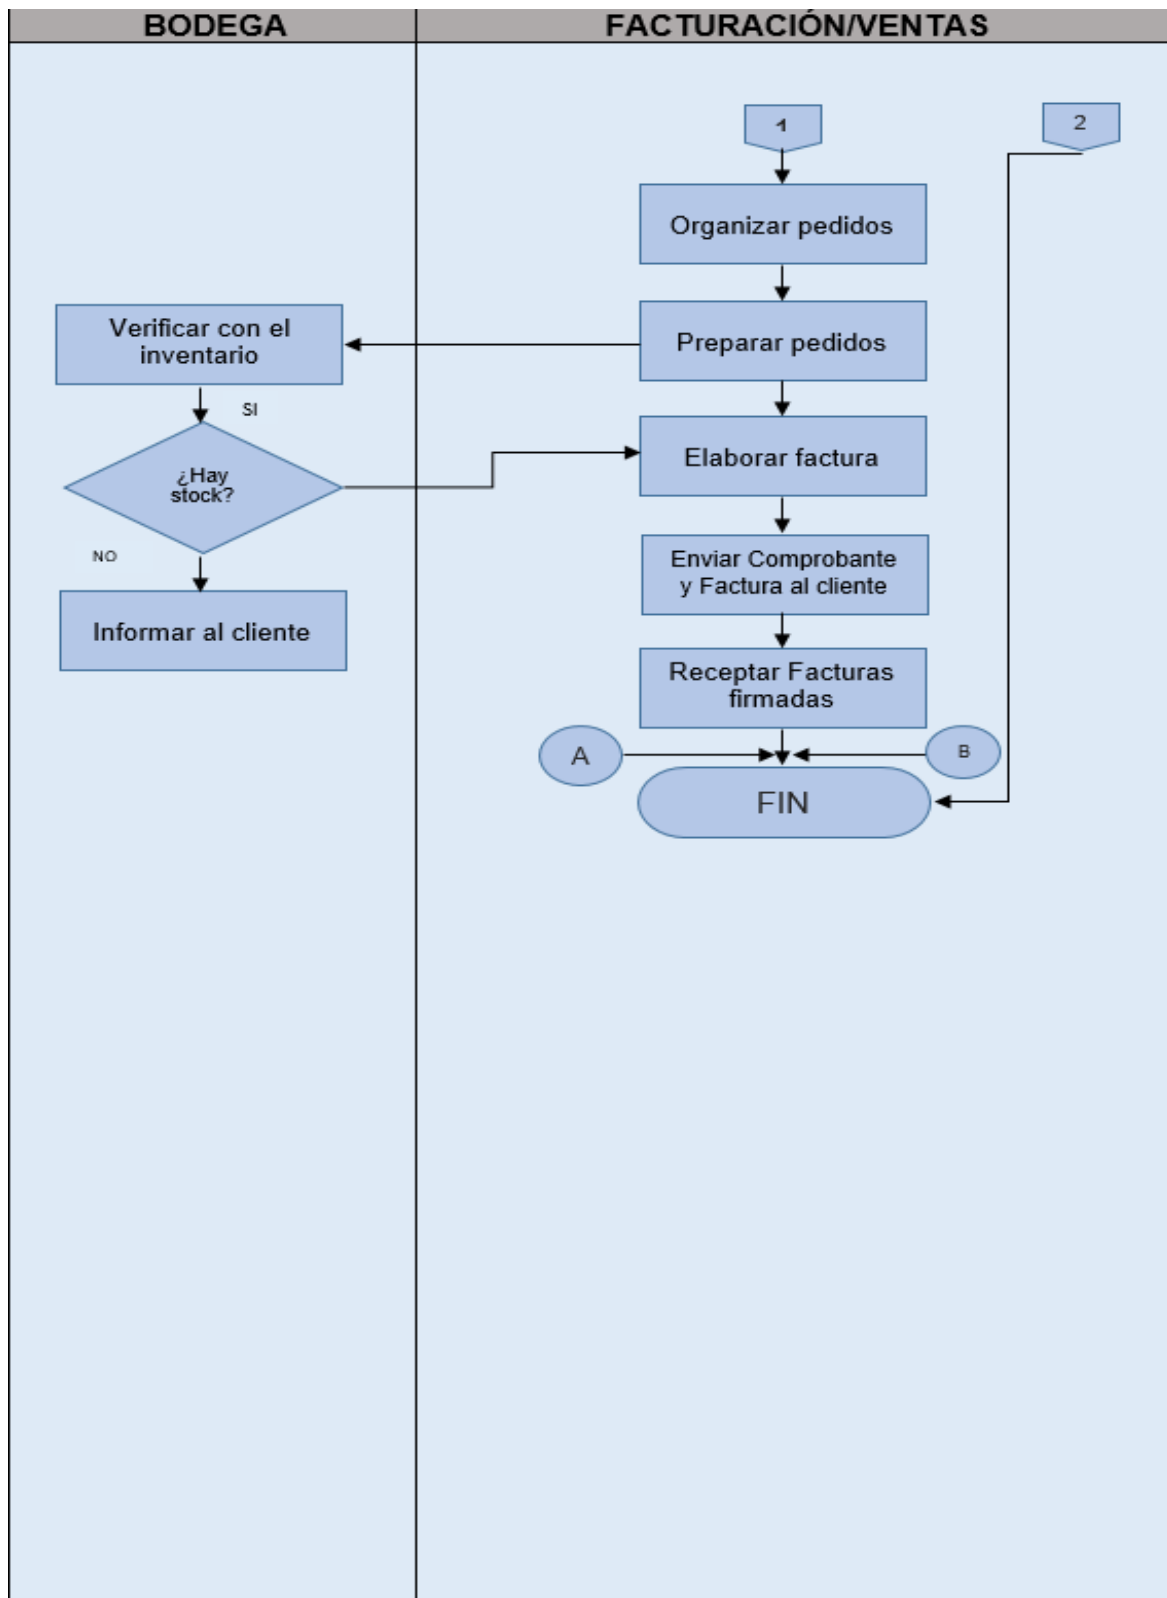 BODEGA
FACTURACIÓN/VENTAS
1
2
Organizar pedidos
Verificar con el
inventario
Preparar pedidos
SI
¿Hay
stock?
Elaborar factura
NO
Enviar Comprobante
y Factura al cliente
Informar al cliente
Receptar Facturas
firmadas
A
B
FIN